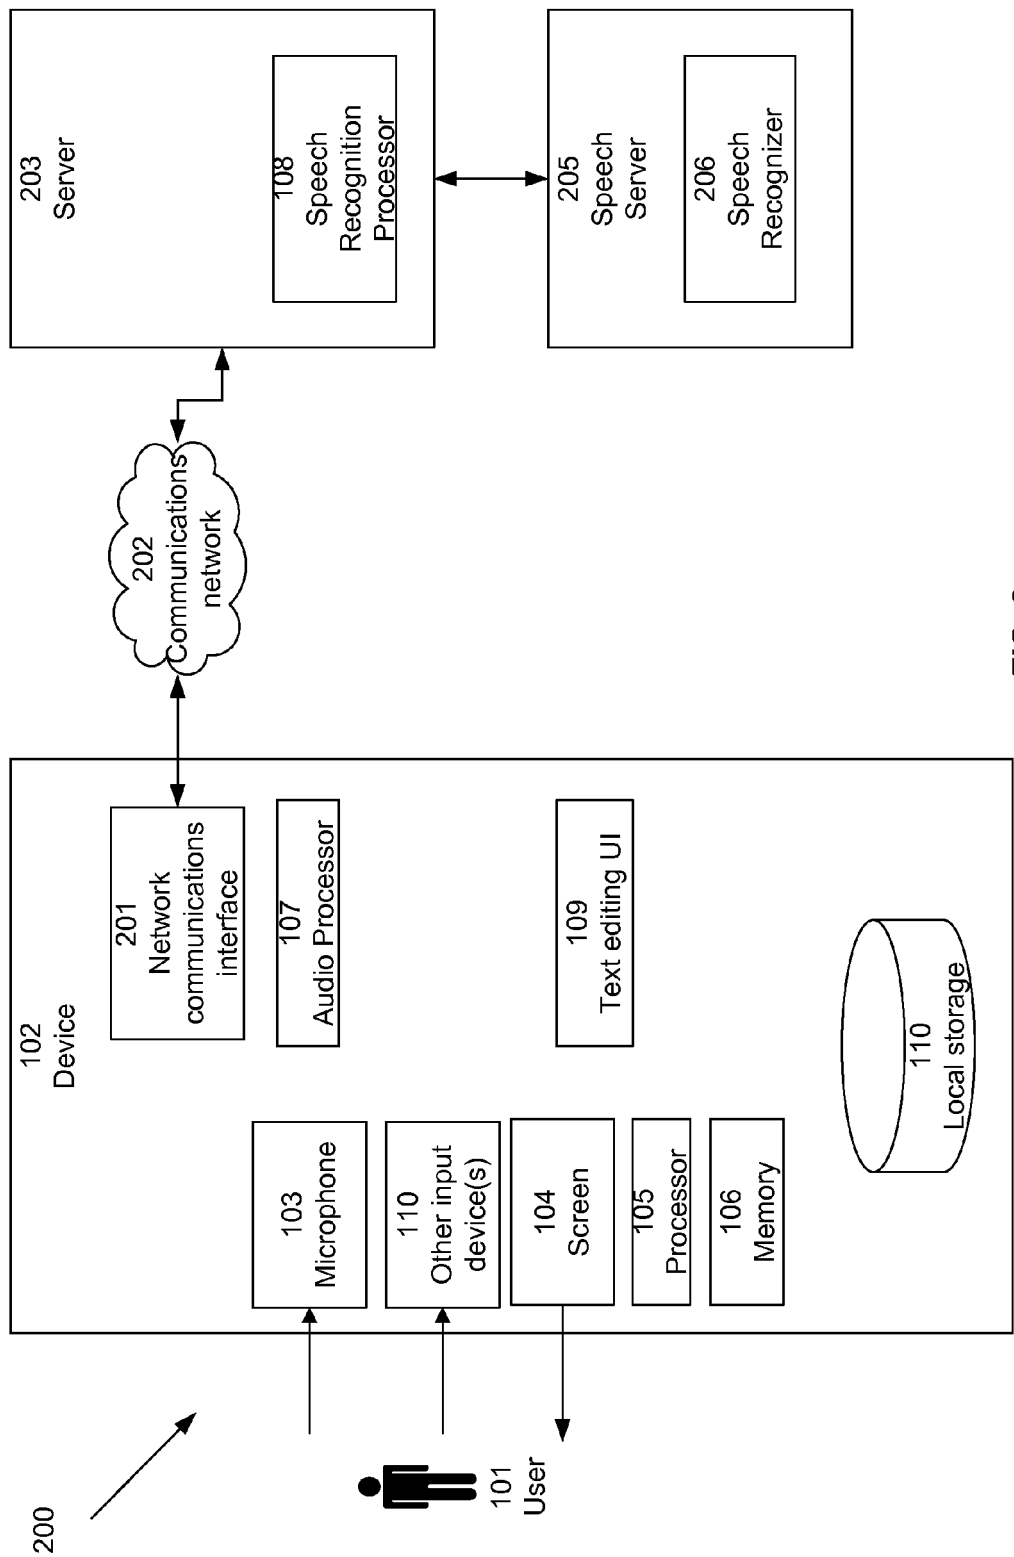 200
101
User
102
Device
103
Microphone
110
Other input
device(s)
104
Screen
105
Processor
106
Memory
201
Network
communications
interface
107
Audio Processor
109
Text editing UI
110
Local storage
202
Communications
network
203
Server
108
Speech
Recognition
Processor
205
Speech
Server
206
Speech
Recognizer
FIG.